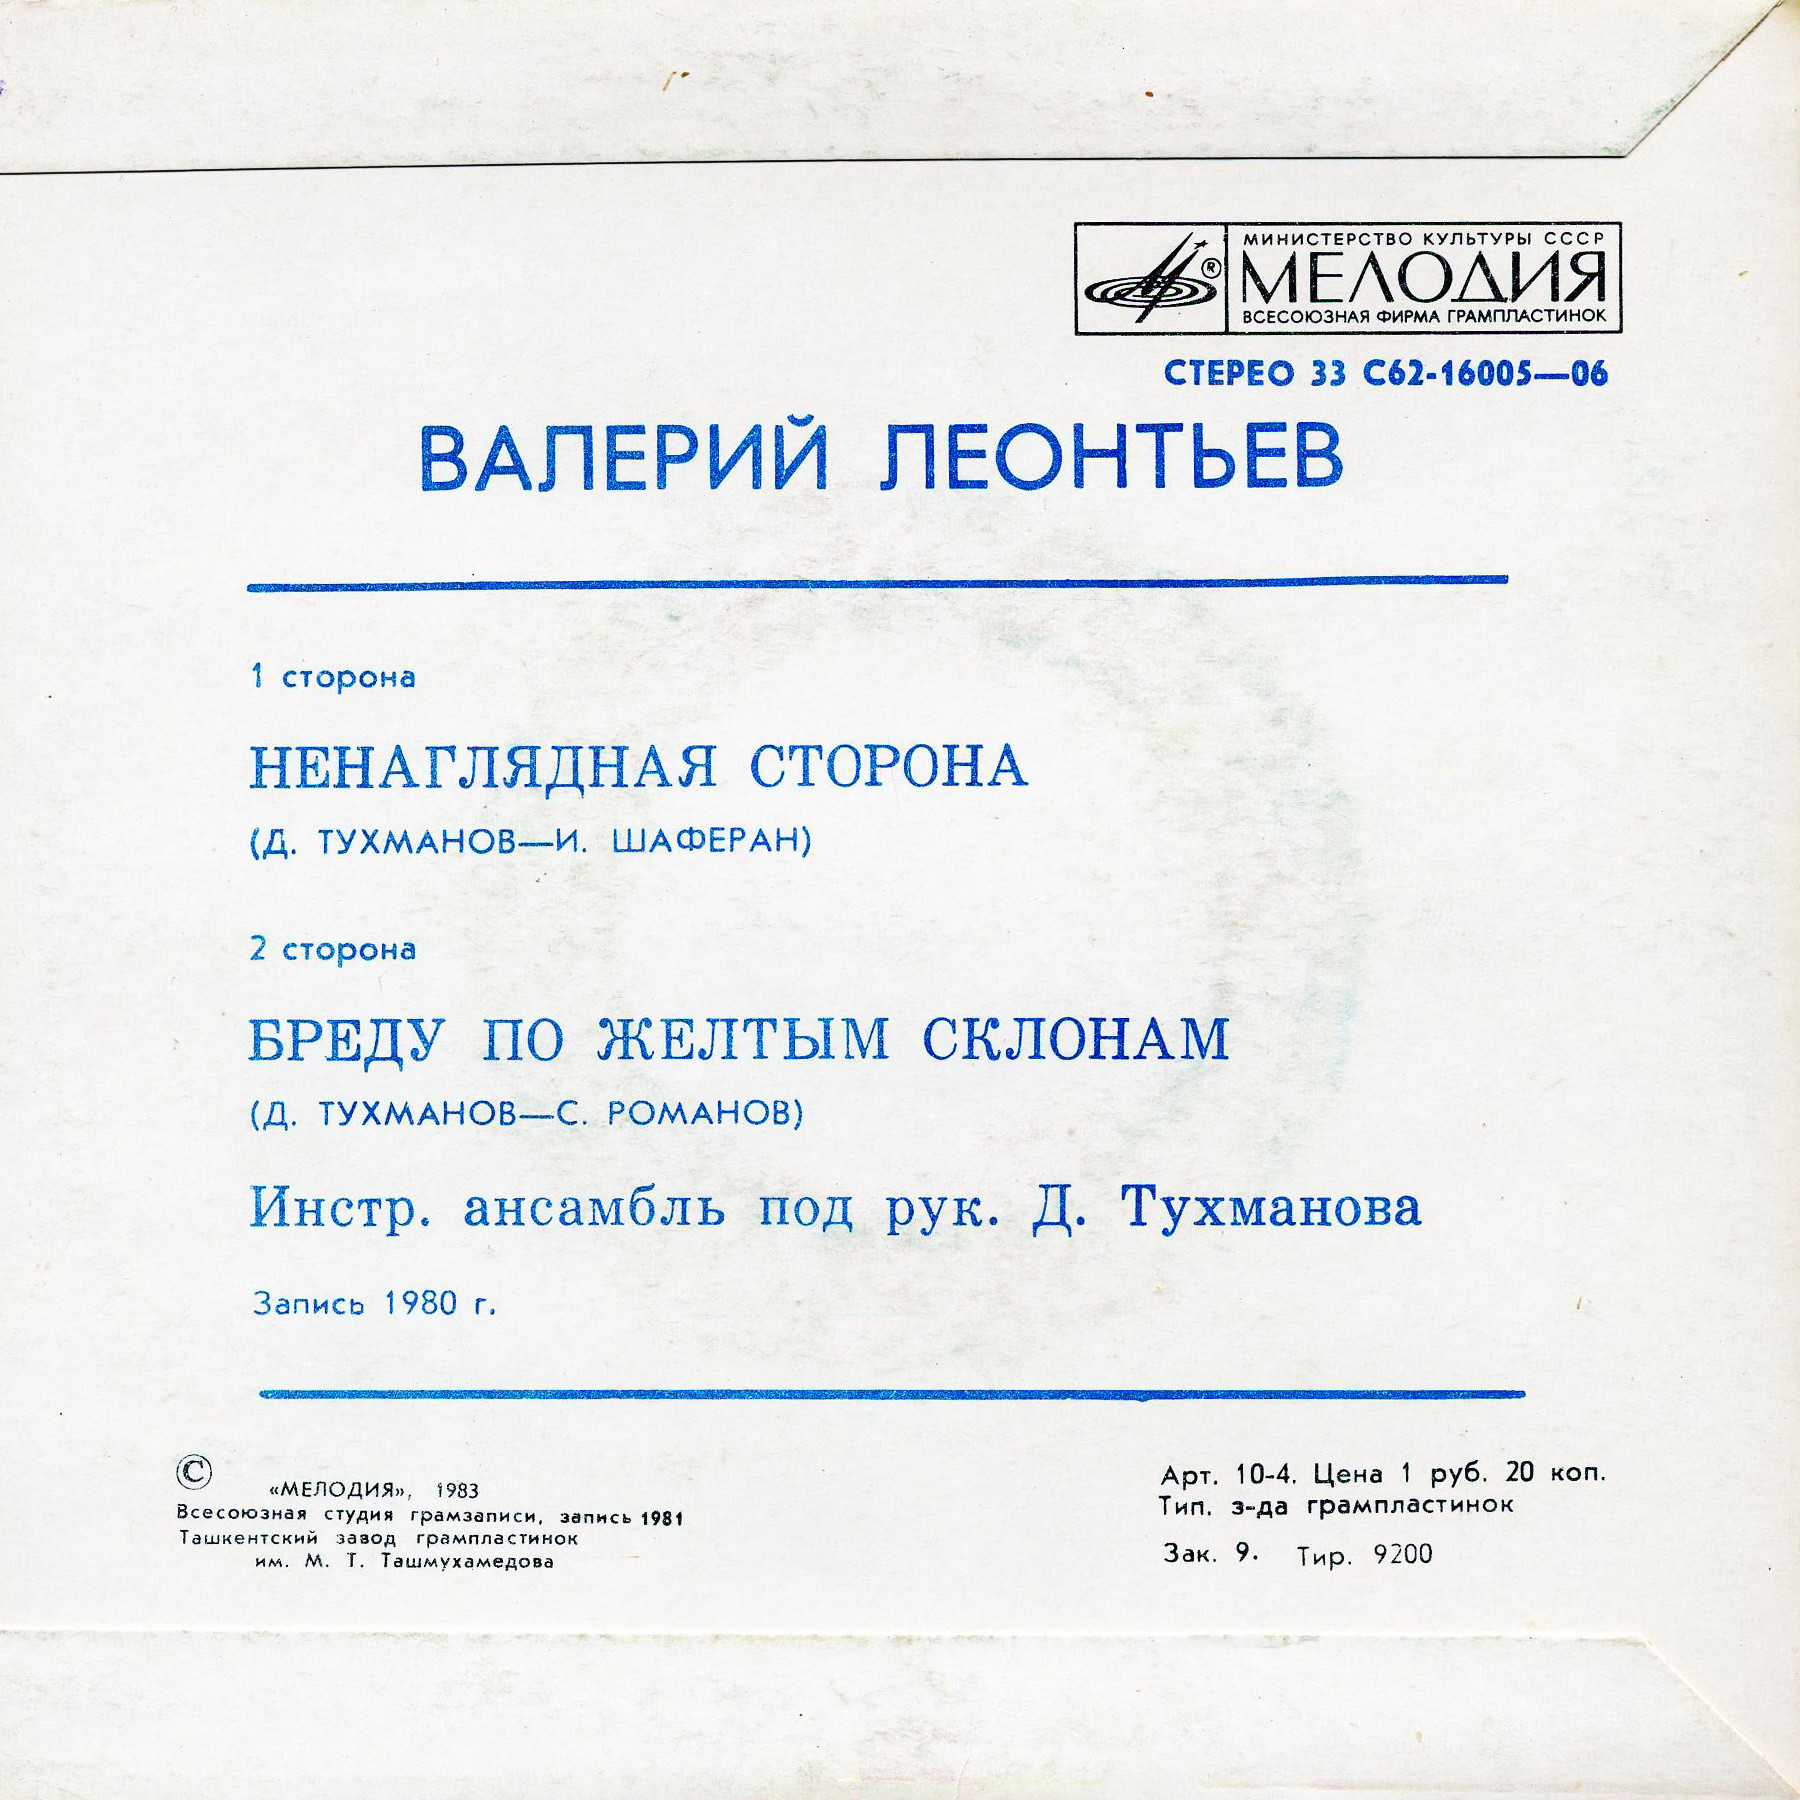 МИНИСТЕРСТВО КУЛЬТУРЫ СССР
МЕЛОДИЯ
ВСЕСОЮЗНАЯ ФИРМА ГРАМПЛАСТИНОК
®
СТЕРЕО 33 С62-16005—06
ВАЛЕРИЙ ЛЕОНТЬЕВ
1 сторона
НЕНАГЛЯДНАЯ СТОРОНА
(Д. ТУХМАНОВ—И. ШАФЕРАН)
2 сторона
БРЕДУ ПО ЖЕЛТЫМ СКЛОНАМ
(Д. ТУХМАНОВ—С. РОМАНОВ)
Инстр. ансамбль под рук. Д. Тухманова
Запись 1980 г.
© «МЕЛОДИЯ», 1983
Всесоюзная студия грамзаписи, запись 1981
Ташкентский завод грампластинок
им. М. Т. Ташмухамедова
Арт. 10-4. Цена 1 руб. 20 коп.
Тип. з-да грампластинок
Зак. 9. Тир. 9200